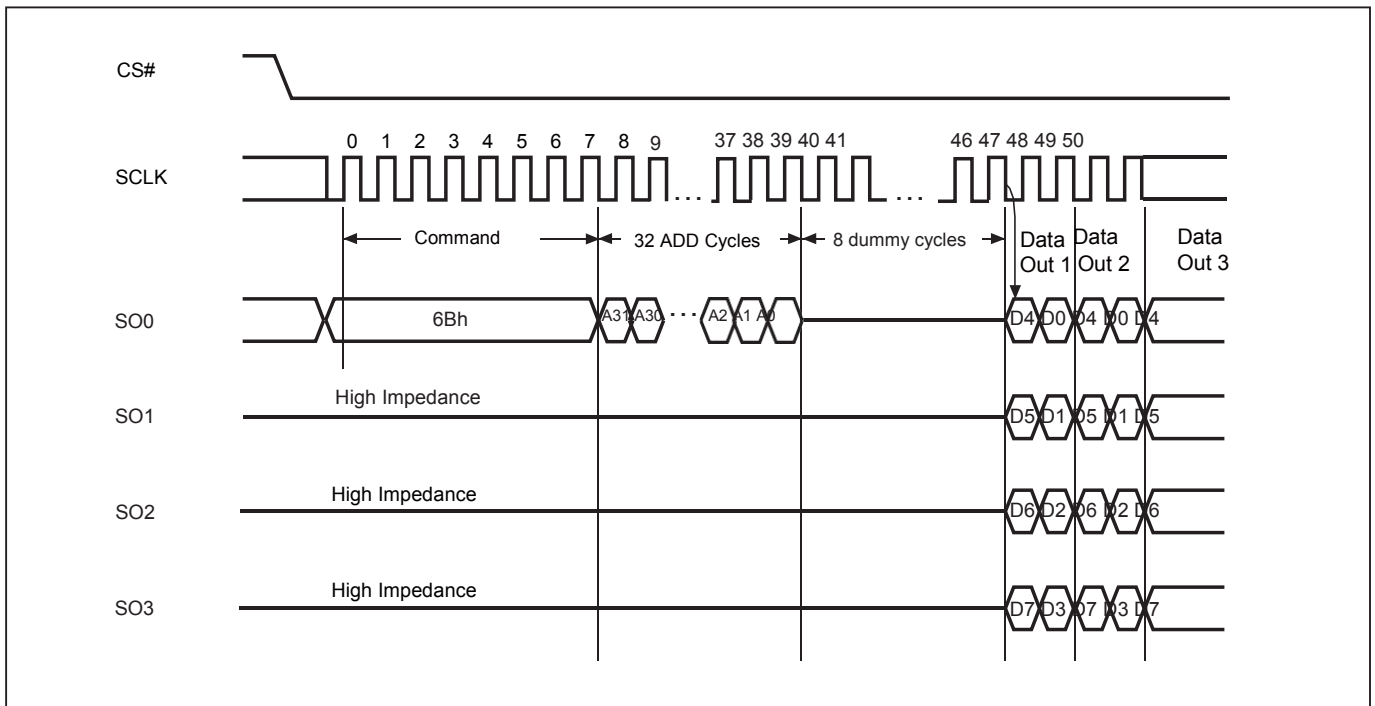 CS#
0 1 2 3 4 5 6 7 8 9 37 38 39 40 41 46 47 48 49 50
SCLK ... ...
Command 32 ADD Cycles 8 dummy cycles Data Out 1 Data Out 2 Data Out 3
SO0 6Bh A31 A30 ... A2 A1 A0 D4 D0 D4 D0 D4
SO1 High Impedance D5 D1 D5 D1 D5
SO2 High Impedance D6 D2 D6 D2 D6
SO3 High Impedance D7 D3 D7 D3 D7